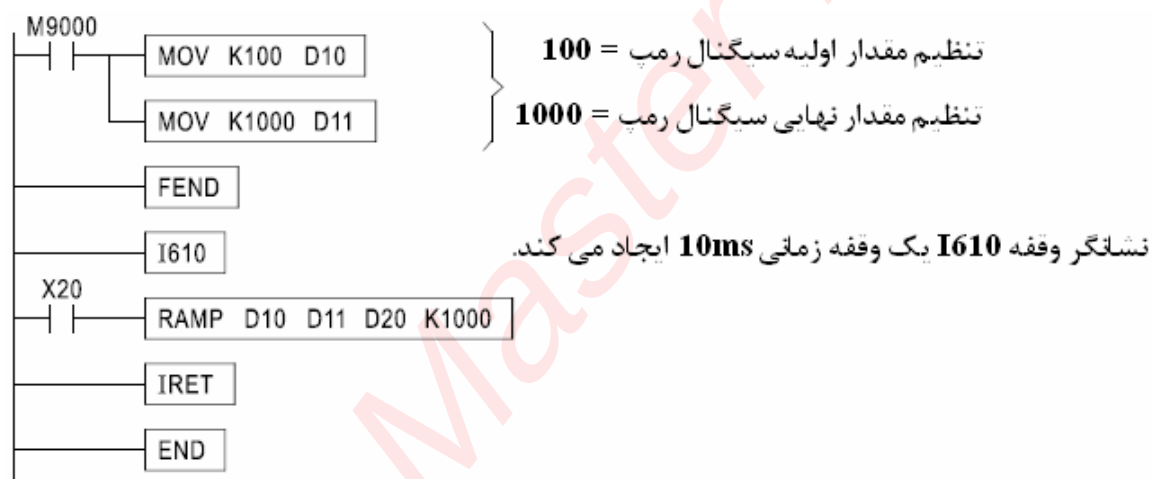 M9000
MOV K100 D10
تنظیم مقدار اولیه سیگنال رمپ = 100
MOV K1000 D11
تنظیم مقدار نهایی سیگنال رمپ = 1000
FEND
I610
نشانگر وقفه I610 یک وقفه زمانی 10ms ایجاد می کند.
X20
RAMP D10 D11 D20 K1000
IRET
END
Master